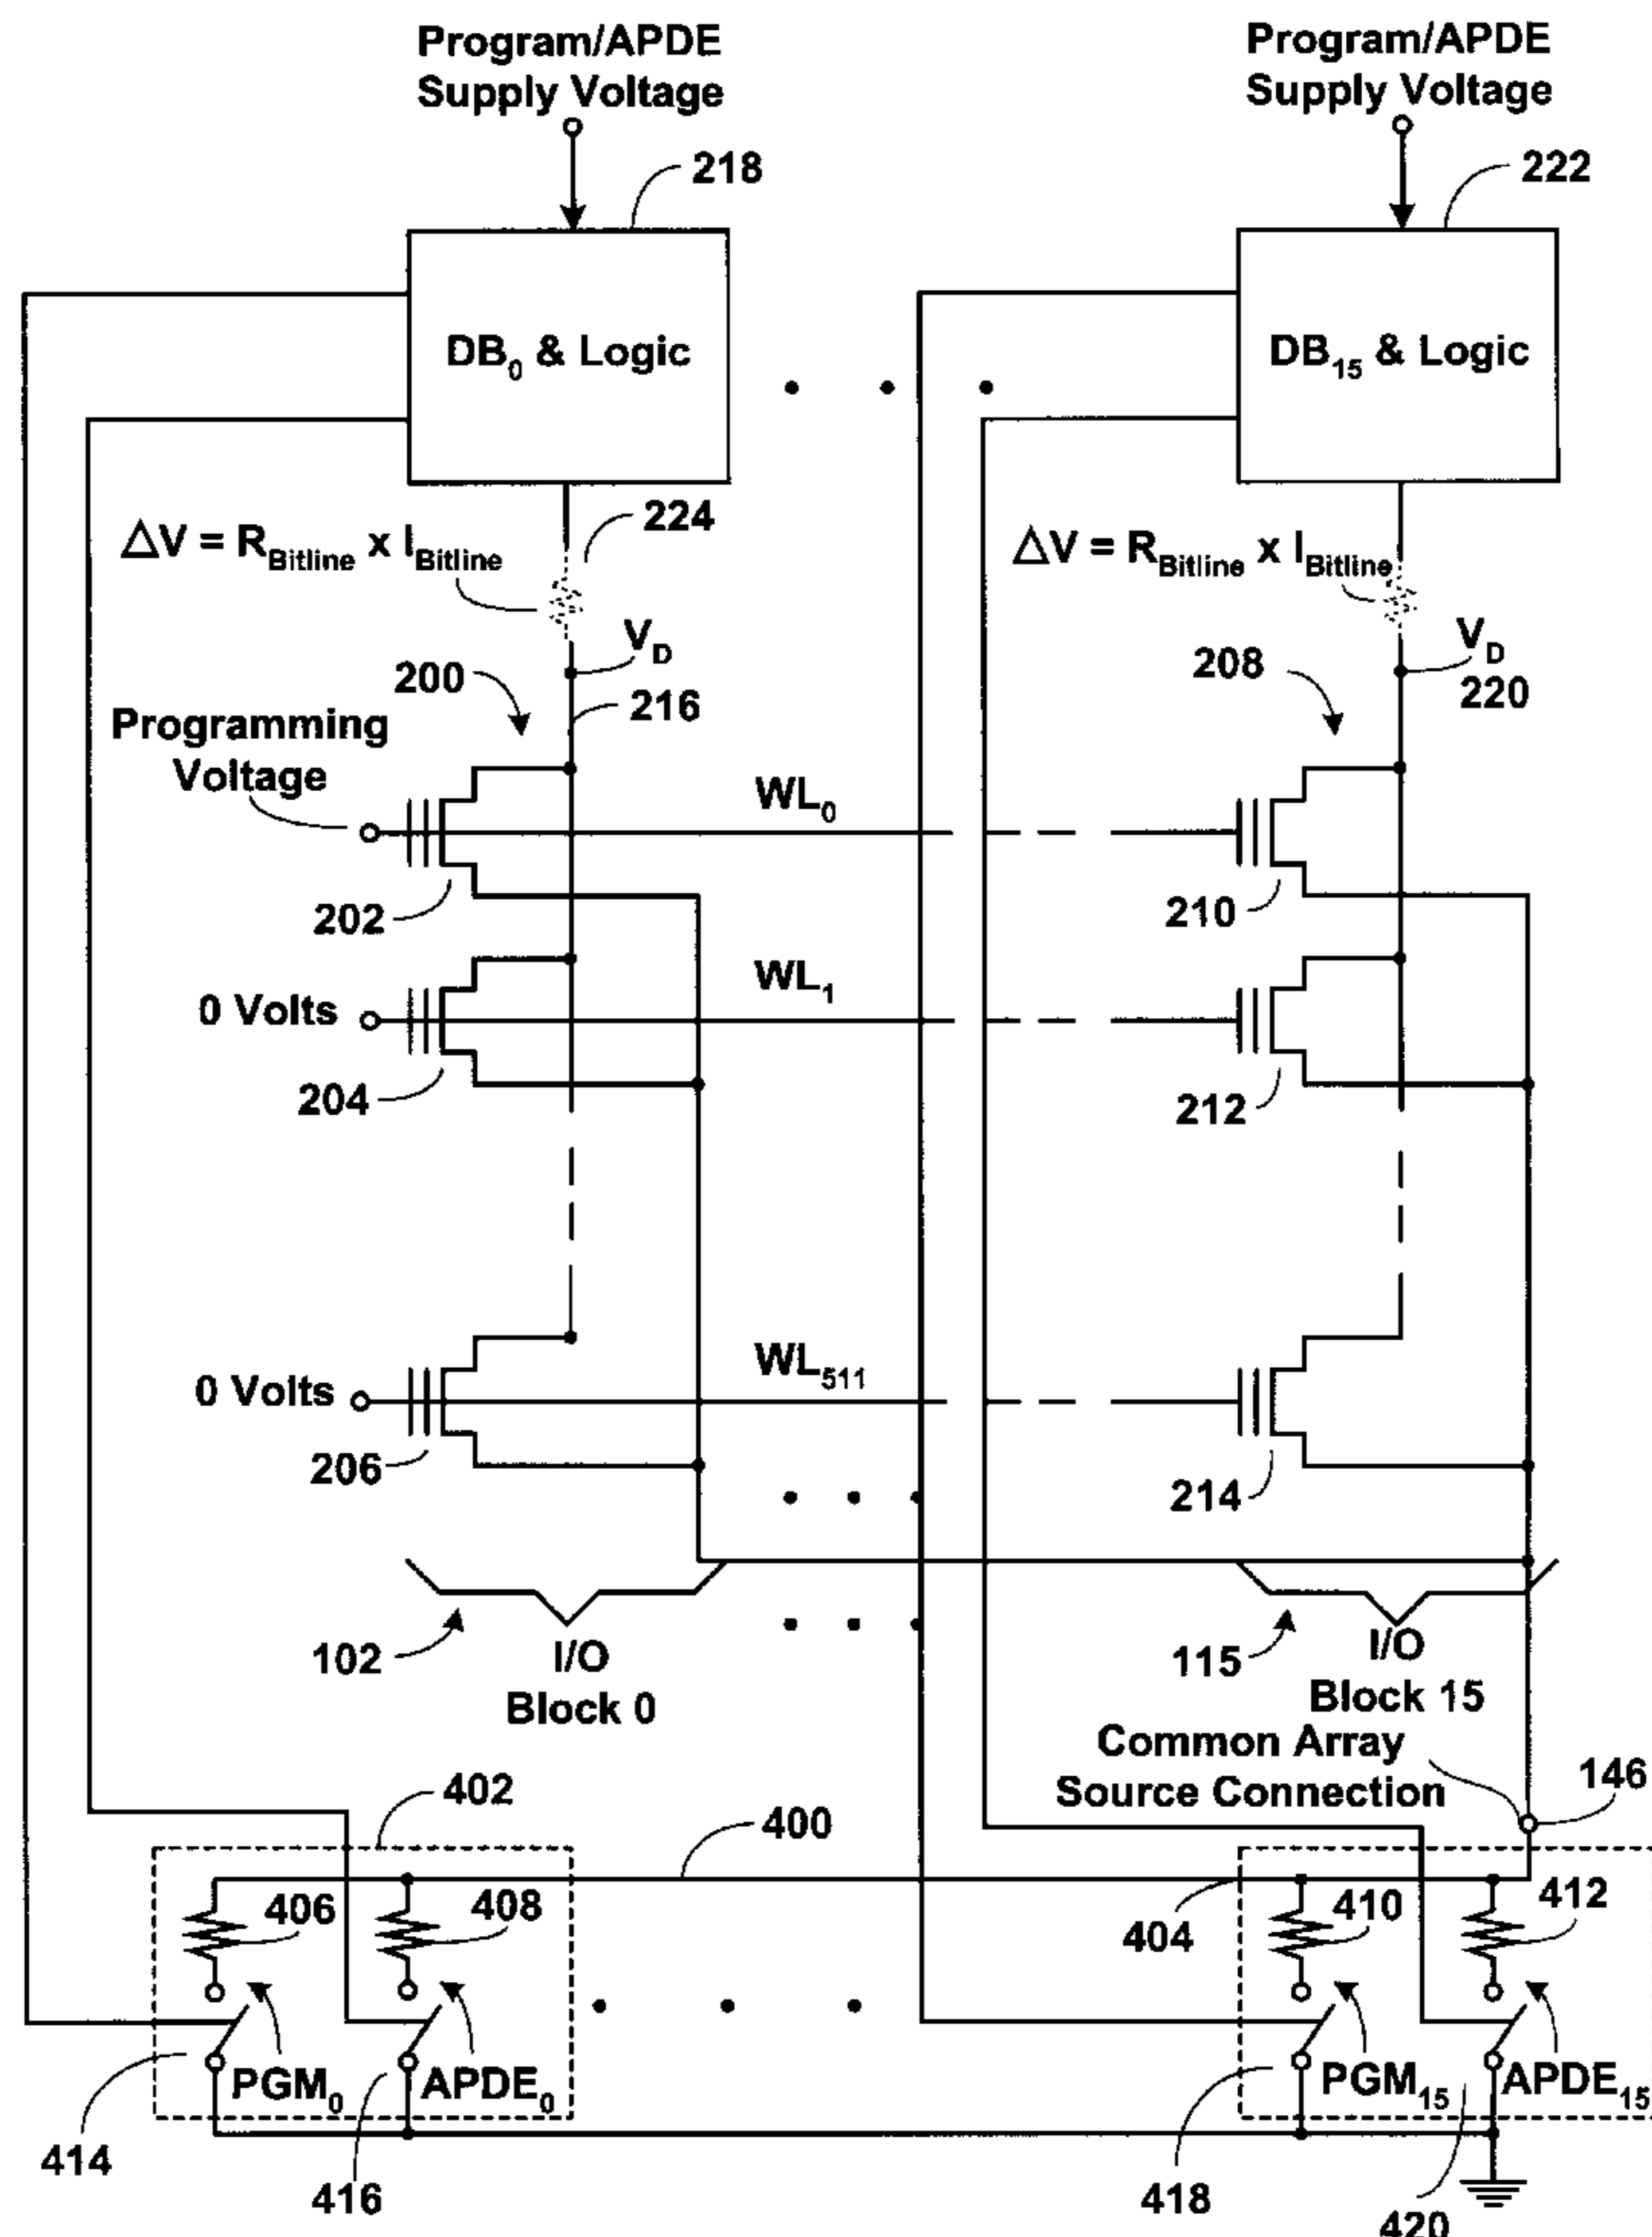 Program/APDE
Supply Voltage
Program/APDE
Supply Voltage
218
222
DB0 & Logic
DB15 & Logic
224
ΔV = RBitline x IBitline
ΔV = RBitline x IBitline
VD
VD
200
216
208
220
Programming
Voltage
WL0
202
210
0 Volts
WL1
204
212
0 Volts
WL511
206
214
102
I/O
Block 0
115
I/O
Block 15
Common Array
Source Connection
146
402
400
406
408
404
410
412
PGM0
APDE0
PGM15
APDE15
414
416
418
420